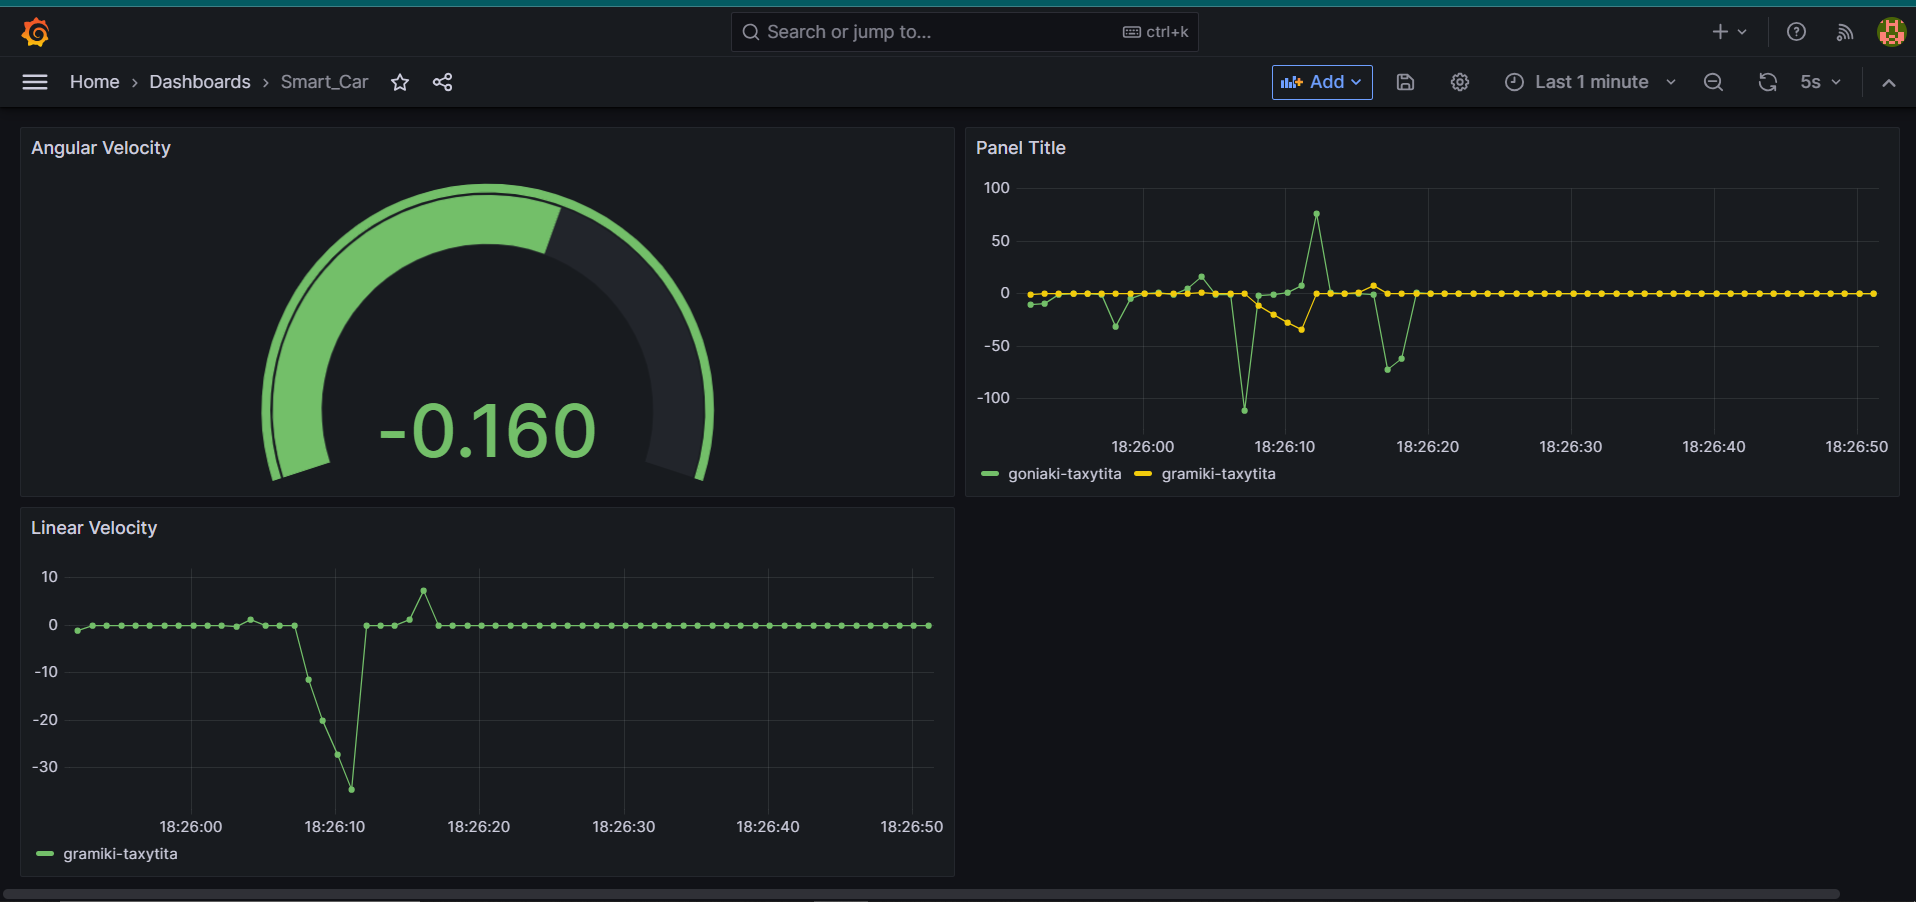 Search or jump to... ctrl+k
Home › Dashboards › Smart_Car Add Last 1 minute 5s
Angular Velocity
-0.160
Panel Title
100
50
0
-50
-100
18:26:00 18:26:10 18:26:20 18:26:30 18:26:40 18:26:50
goniaki-taxytita gramiki-taxytita
Linear Velocity
10
0
-10
-20
-30
18:26:00 18:26:10 18:26:20 18:26:30 18:26:40 18:26:50
gramiki-taxytita